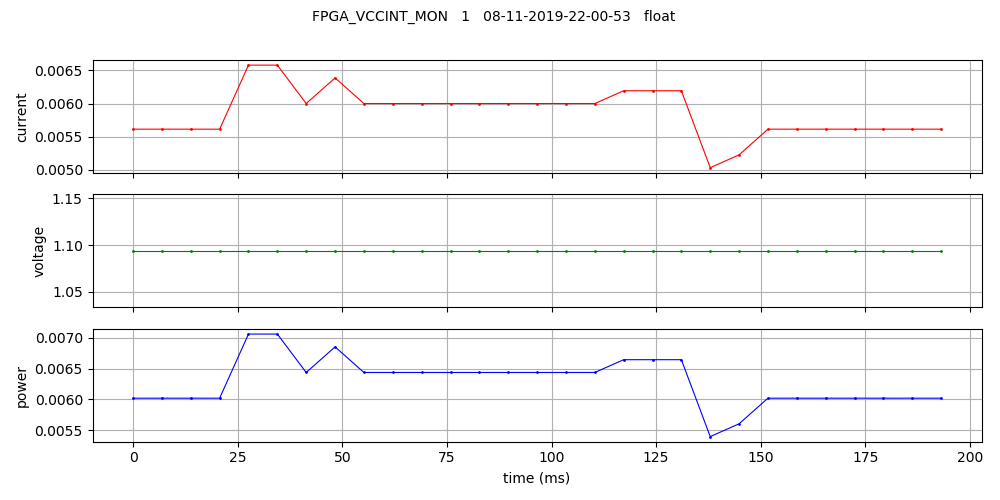 FPGA_VCCINT_MON 1 08-11-2019-22-00-53 float
0.0065
0.0060
0.0055
0.0050
current
1.15
1.10
1.05
voltage
0.0070
0.0065
0.0060
0.0055
power
0 25 50 75 100 125 150 175 200
time (ms)